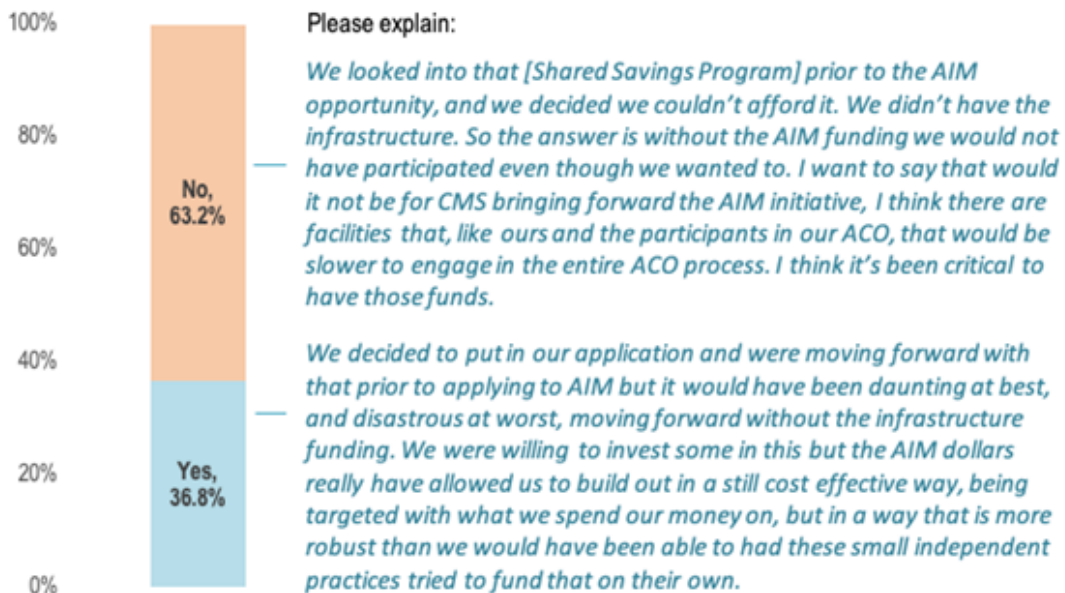 100%
80%
60%
40%
20%
0%
No,
63.2%
Yes,
36.8%
Please explain:
We looked into that [Shared Savings Program] prior to the AIM
opportunity, and we decided we couldn't afford it. We didn't have the
infrastructure. So the answer is without the AIM funding we would not
have participated even though we wanted to. I want to say that would
it not be for CMS bringing forward the AIM initiative, I think there are
facilities that, like ours and the participants in our ACO, that would be
slower to engage in the entire ACO process. I think it's been critical to
have those funds.
We decided to put in our application and were moving forward with
that prior to applying to AIM but it would have been daunting at best,
and disastrous at worst, moving forward without the infrastructure
funding. We were willing to invest some in this but the AIM dollars
really have allowed us to build out in a still cost effective way, being
targeted with what we spend our money on, but in a way that is more
robust than we would have been able to had these small independent
practices tried to fund that on their own.